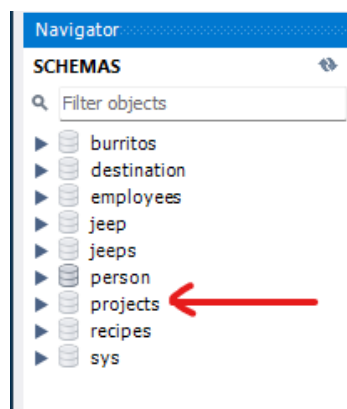 Navigator
SCHEMAS
Filter objects
burritos
destination
employees
jeep
jeeps
person
projects
recipes
sys